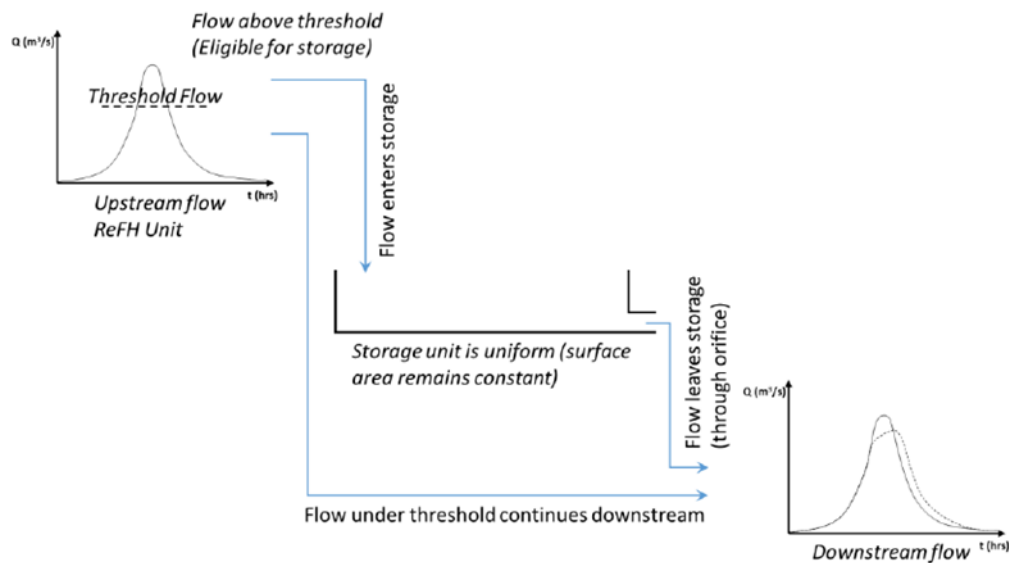 Flow above threshold
(Eligible for storage)
Q (m³/s)
Threshold Flow
t (hrs)
Upstream flow
ReFH Unit
Flow enters storage
Storage unit is uniform (surface
area remains constant)
Flow leaves storage
(through orifice)
Flow under threshold continues downstream
Q (m³/s)
t (hrs)
Downstream flow